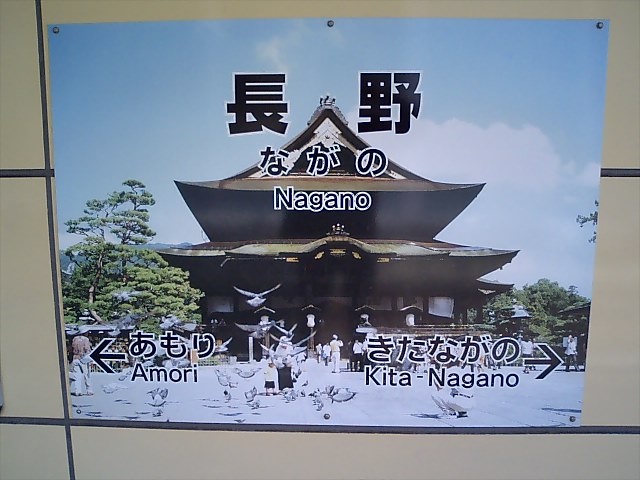 長野
ながの
Nagano
← あもり
Amori
きたながの →
Kita-Nagano